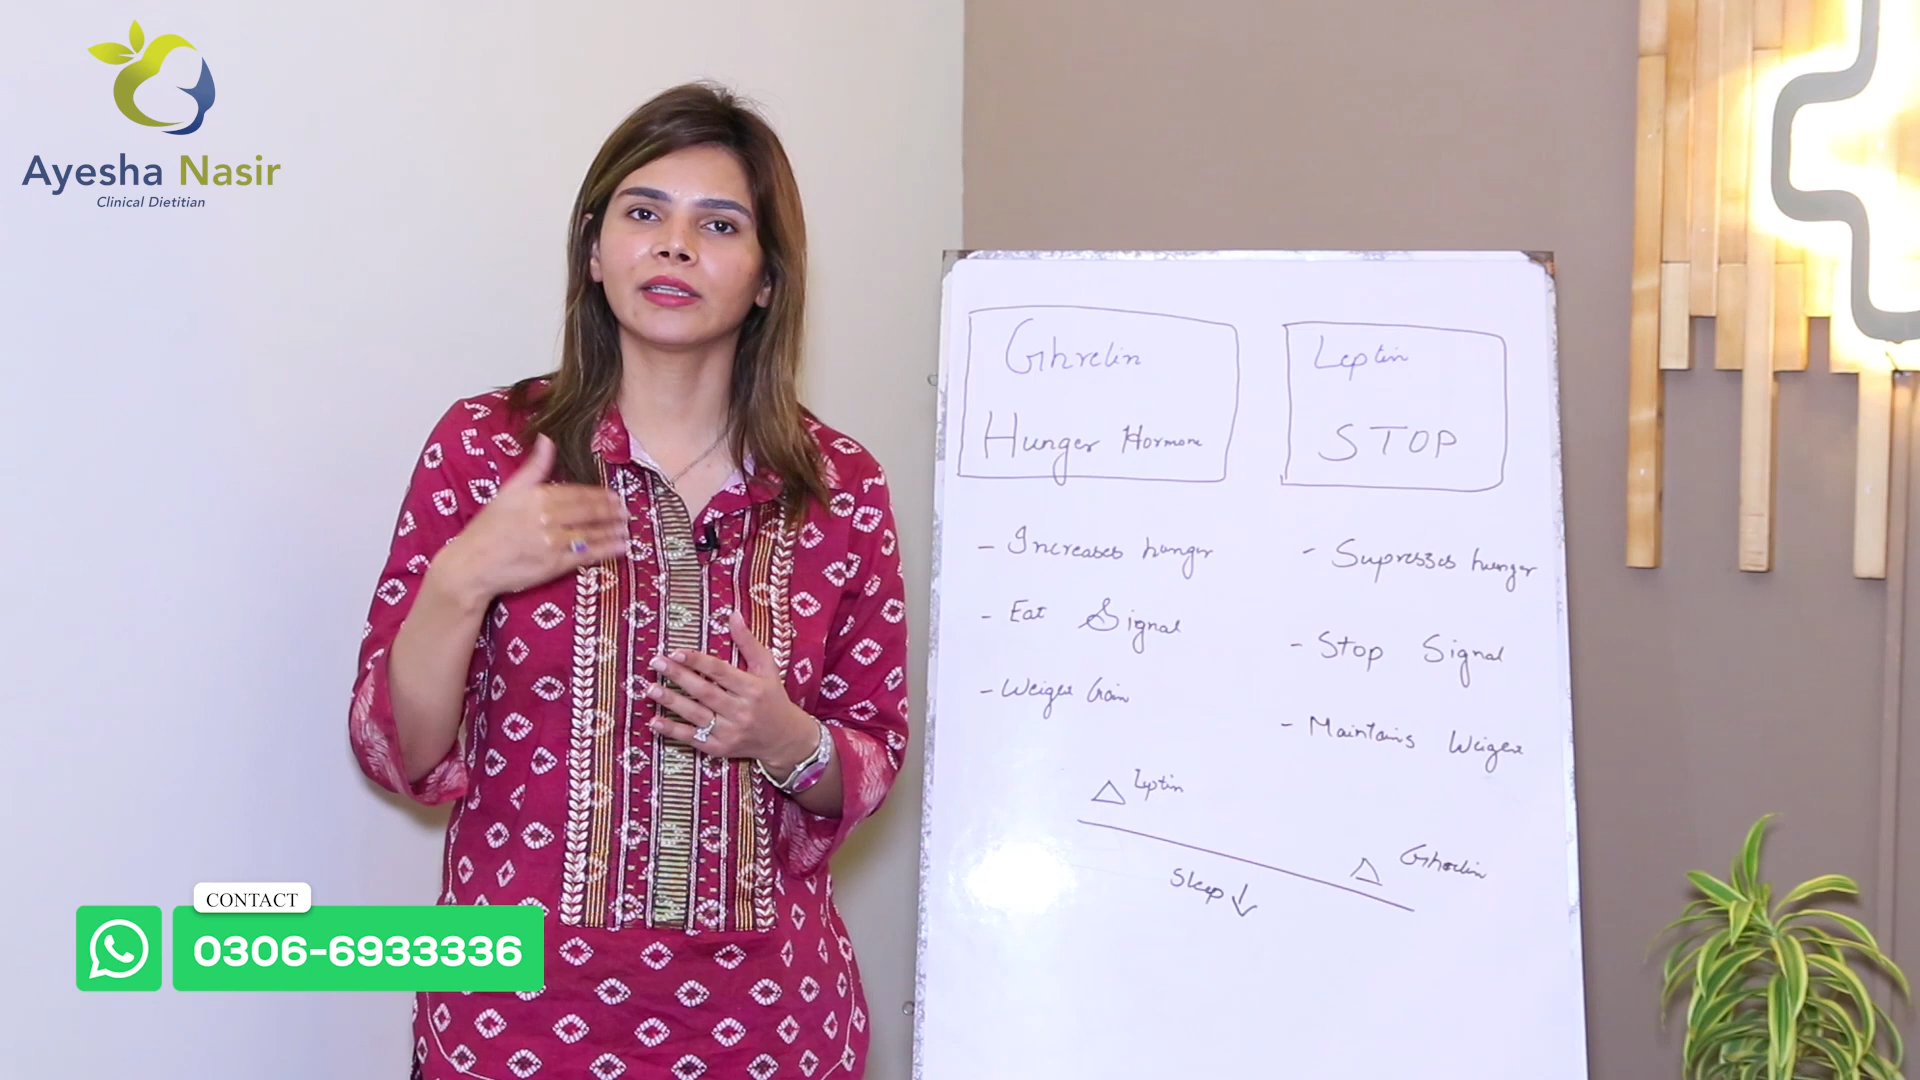 Ayesha Nasir
Clinical Dietitian
Ghrelin
Hunger Hormone
- Increases hunger
- Eat Signal
- Weight Gain
Leptin
STOP
- Supresses hunger
- Stop Signal
- Maintains Weight
Leptin
Ghrelin
Sleep ↓
CONTACT
0306-6933336